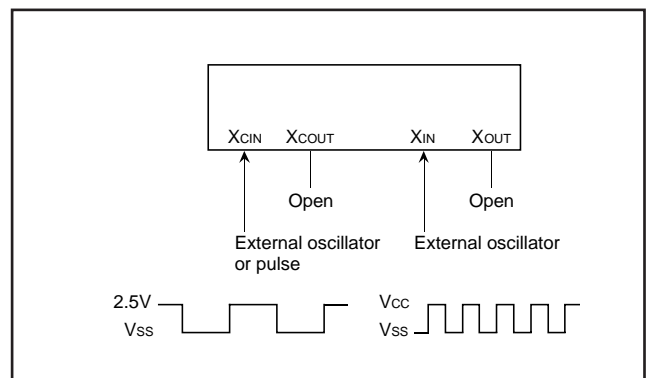 XCIN XCOUT XIN XOUT
Open Open
External oscillator
or pulse
External oscillator
2.5V
VSS
VCC
VSS